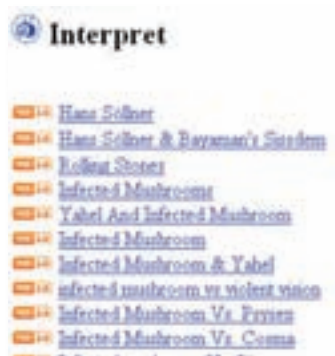 Interpret
Hans Söllner
Hans Söllner & Bayaman's Sissdem
Rolling Stones
Infected Mushrooms
Yahel And Infected Mushroom
Infected Mushroom
Infected Mushroom & Yahel
infected mushroom vs violent vision
Infected Mushroom Vs.
Infected Mushroom Vs. Cosma